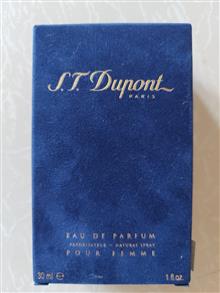 S.T. Dupont
PARIS
EAU DE PARFUM
VAPORISATEUR – NATURAL SPRAY
POUR FEMME
30 ml ℮ 1 fl.oz.